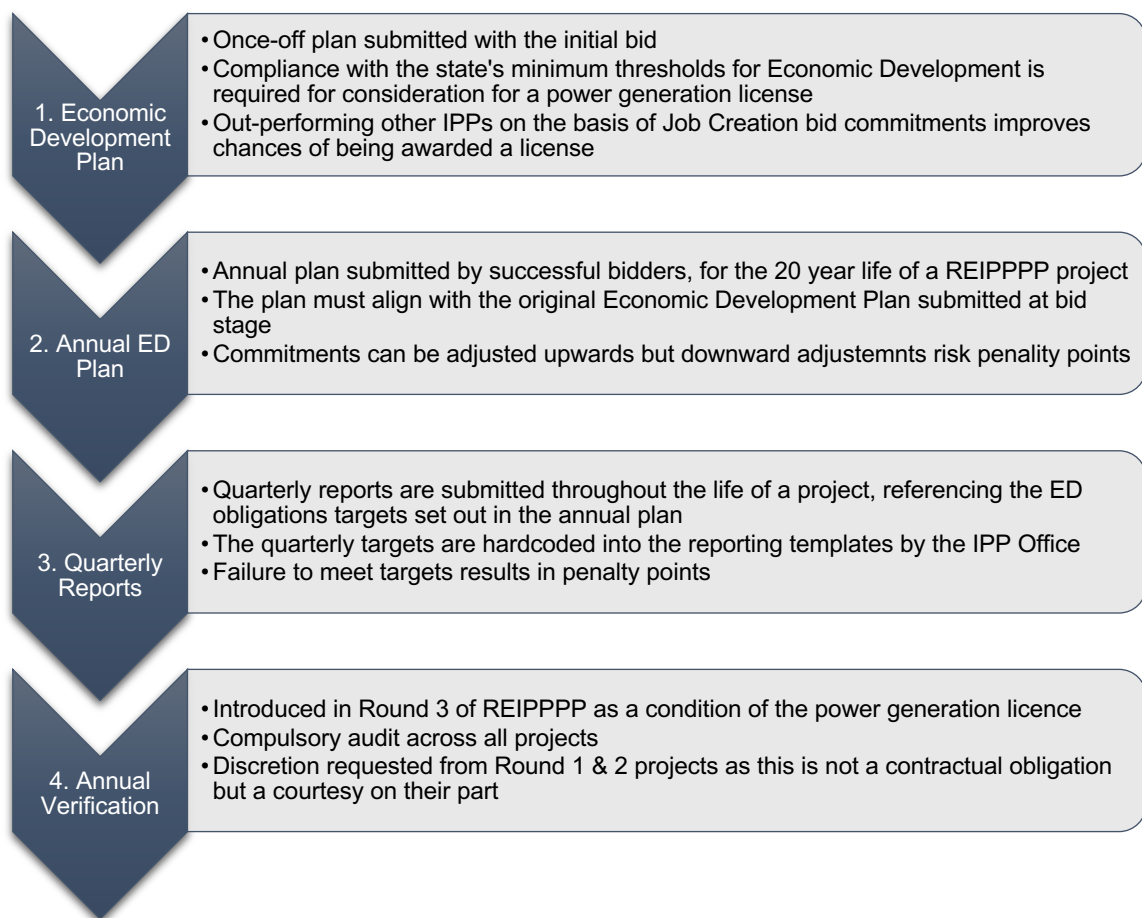 1. Economic
Development
Plan
•Once-off plan submitted with the initial bid
•Compliance with the state's minimum thresholds for Economic Development is
required for consideration for a power generation license
•Out-performing other IPPs on the basis of Job Creation bid commitments improves
chances of being awarded a license
2. Annual ED
Plan
•Annual plan submitted by successful bidders, for the 20 year life of a REIPPPP project
•The plan must align with the original Economic Development Plan submitted at bid
stage
•Commitments can be adjusted upwards but downward adjustemnts risk penality points
3. Quarterly
Reports
•Quarterly reports are submitted throughout the life of a project, referencing the ED
obligations targets set out in the annual plan
•The quarterly targets are hardcoded into the reporting templates by the IPP Office
•Failure to meet targets results in penalty points
4. Annual
Verification
•Introduced in Round 3 of REIPPPP as a condition of the power generation licence
•Compulsory audit across all projects
•Discretion requested from Round 1 & 2 projects as this is not a contractual obligation
but a courtesy on their part